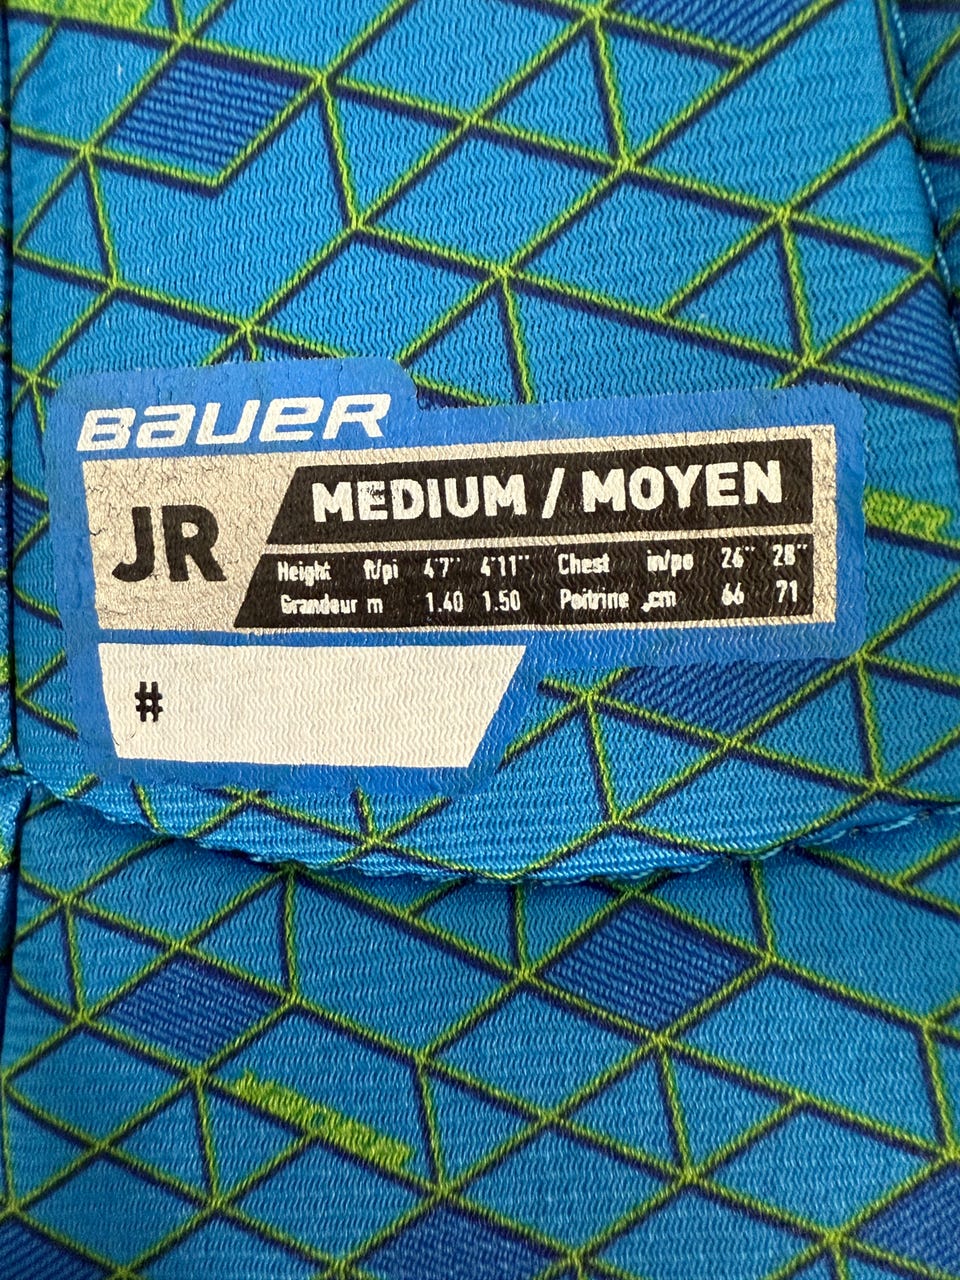 BAUER
JR
MEDIUM / MOYEN
Height ft/pi 4'7" 4'11" Chest in/po 26" 28"
Grandeur m 1.40 1.50 Poitrine cm 66 71
#